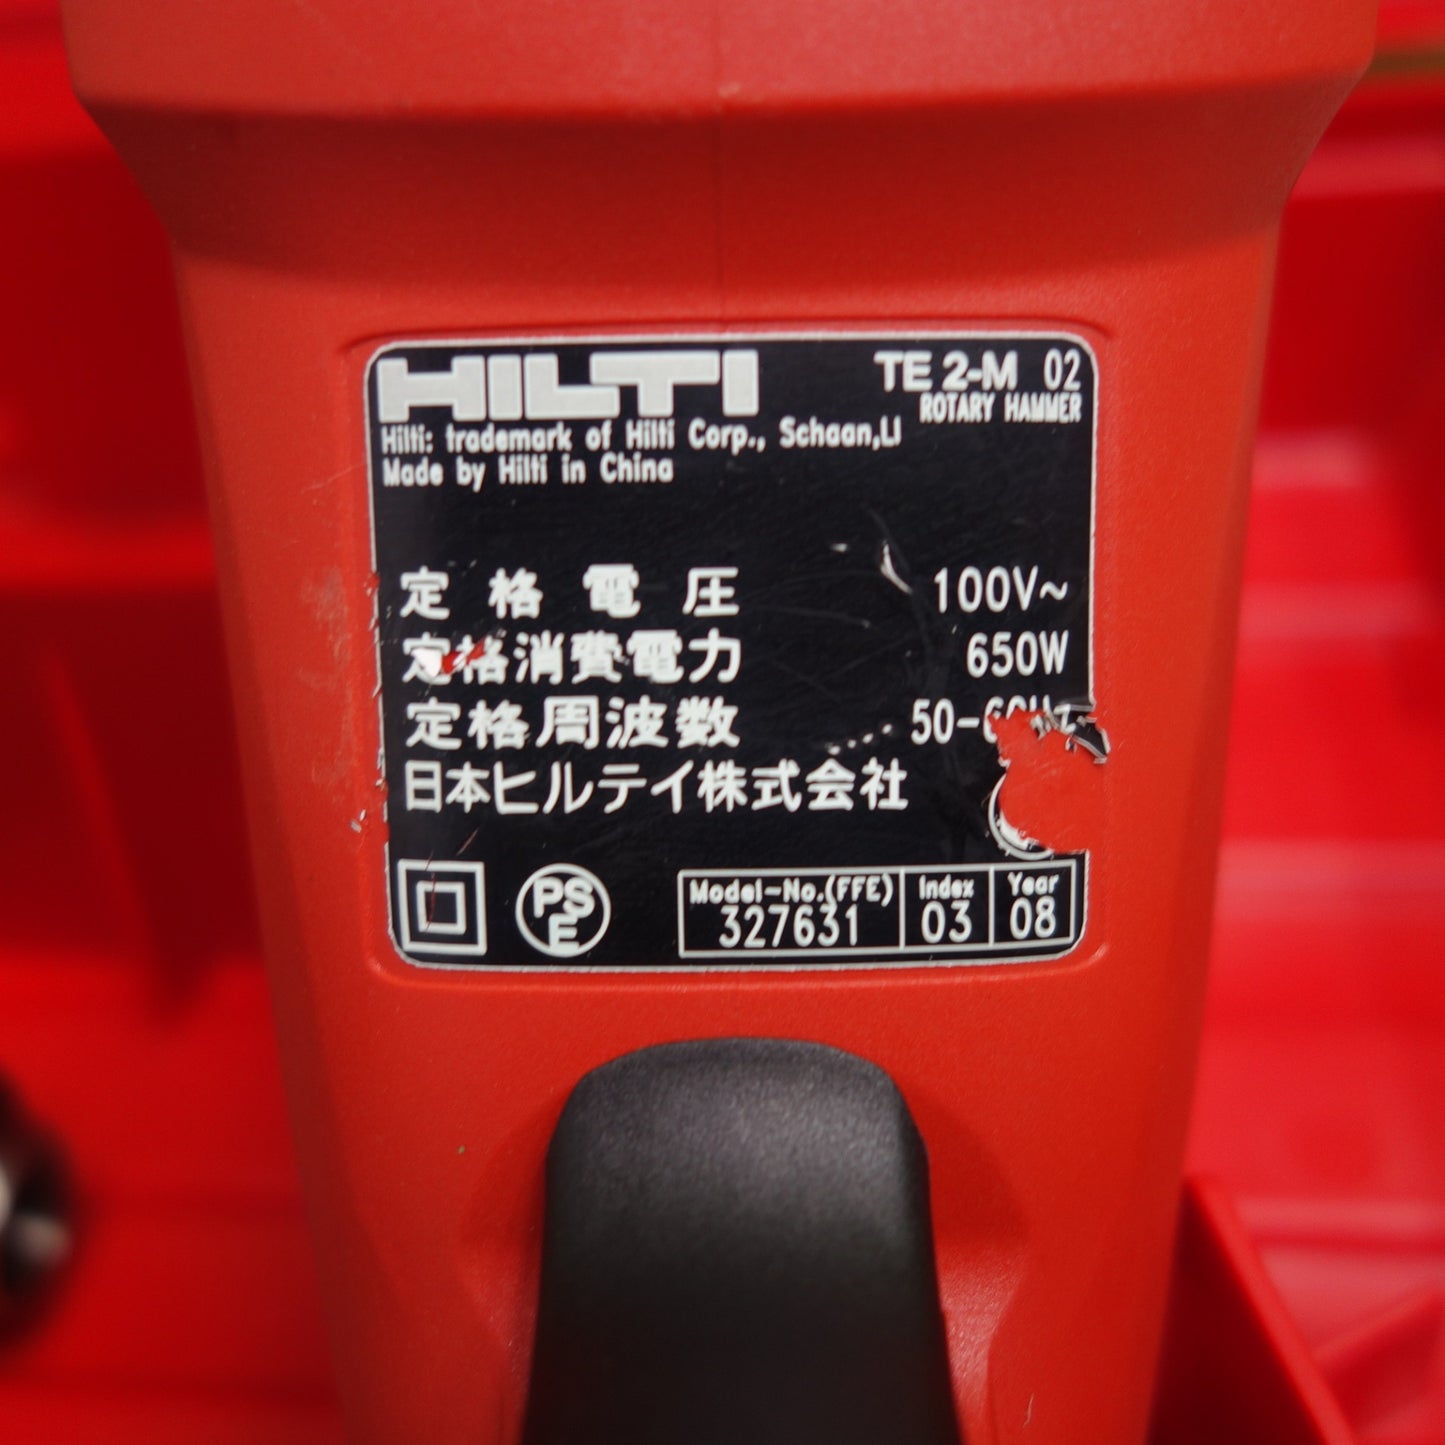 HILTI
TE 2-M 02
ROTARY HAMMER
Hilti: trademark of Hilti Corp., Schaan,LI
Made by Hilti in China
定格電圧 100V~
定格消費電力 650W
定格周波数
日本ヒルティ株式会社
PSE
Model-No.(FFE) Index Year
327631 03 08